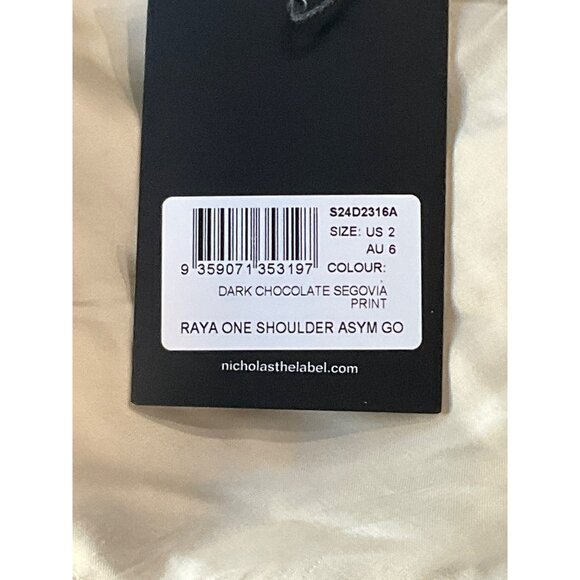 S24D2316A
SIZE: US 2
AU 6
9 359071 353197
COLOUR:
DARK CHOCOLATE SEGOVIA
PRINT
RAYA ONE SHOULDER ASYM GO
nicholasthelabel.com